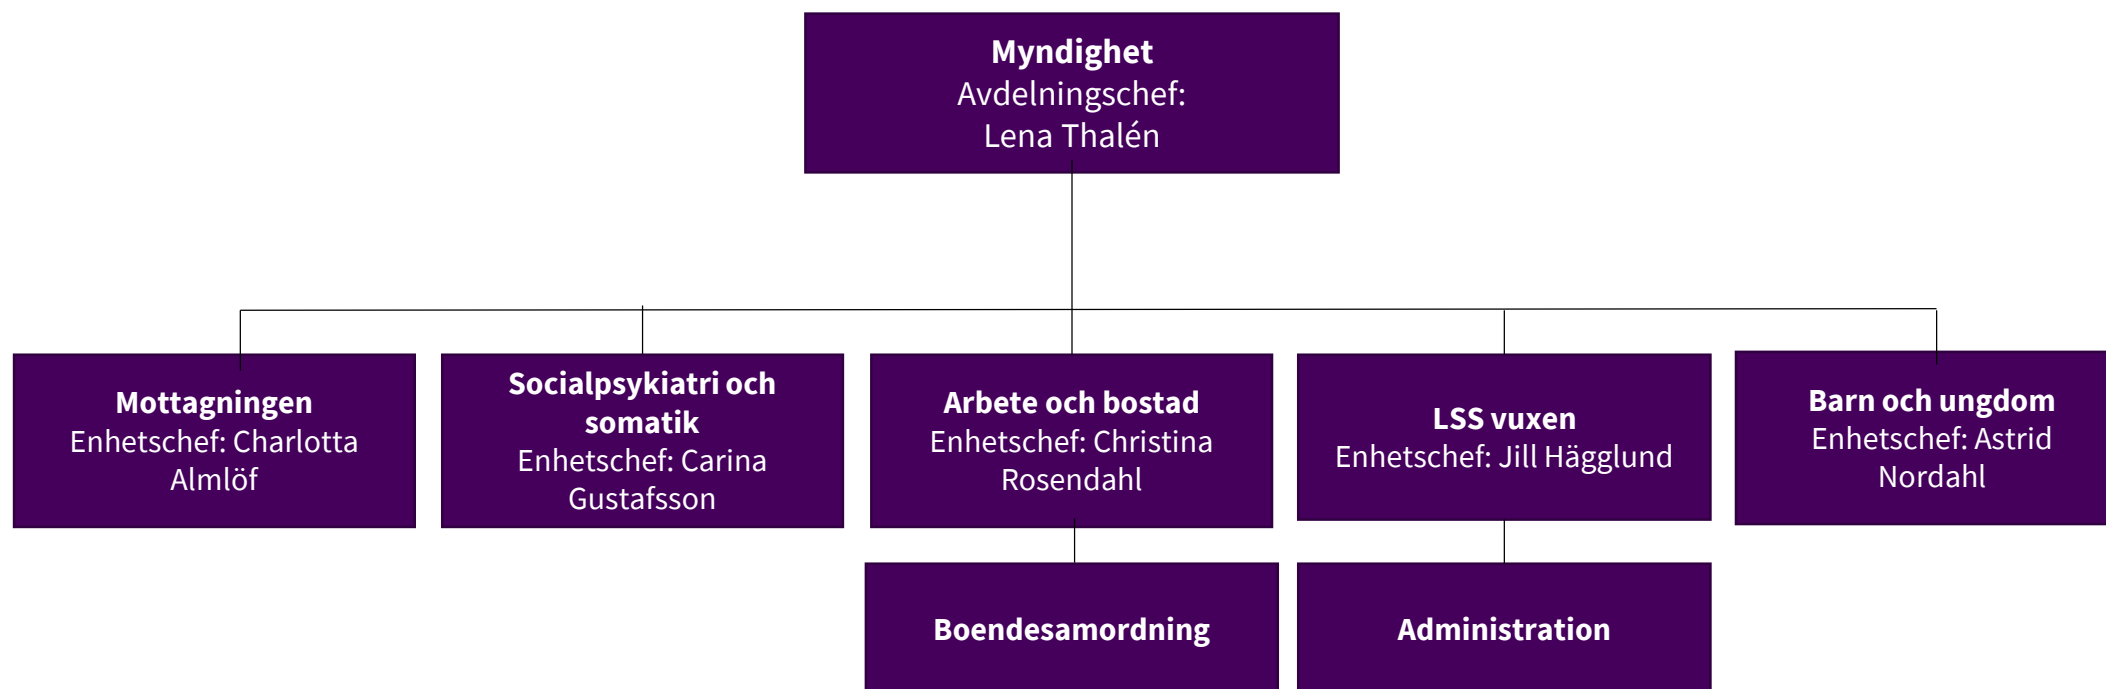 Myndighet
Avdelningschef:
Lena Thalén
Mottagningen
Enhetschef: Charlotta
Almlöf
Socialpsykiatri och
somatik
Enhetschef: Carina
Gustafsson
Arbete och bostad
Enhetschef: Christina
Rosendahl
LSS vuxen
Enhetschef: Jill Hägglund
Barn och ungdom
Enhetschef: Astrid
Nordahl
Boendesamordning
Administration